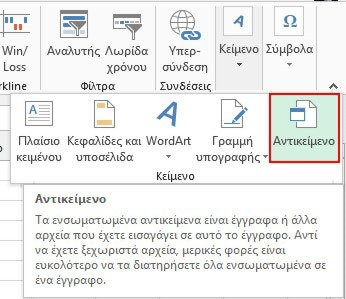 Win/ Αναλυτής Λωρίδα Υπερ- Κείμενο Σύμβολα
Loss χρόνου σύνδεση
rkline Φίλτρα Συνδέσεις
Πλαίσιο Κεφαλίδες και WordArt Γραμμή Αντικείμενο
κειμένου υποσέλιδα υπογραφής
Κείμενο
Αντικείμενο
Τα ενσωματωμένα αντικείμενα είναι έγγραφα ή άλλα
αρχεία που έχετε εισαγάγει σε αυτό το έγγραφο. Αντί
να έχετε ξεχωριστά αρχεία, μερικές φορές είναι
ευκολότερο να τα διατηρήσετε όλα ενσωματωμένα σε
ένα έγγραφο.